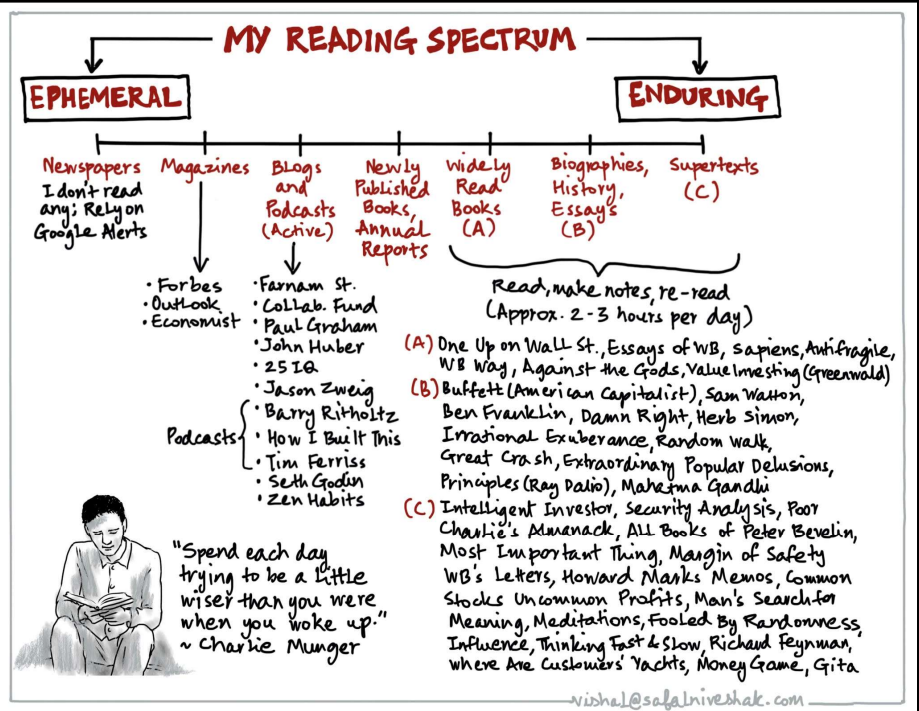 MY READING SPECTRUM
EPHEMERAL
ENDURING
Newspapers
I don't read
any; Rely on
Google Alerts
Magazines
• Forbes
• Outlook
• Economist
Blogs
and
Podcasts
(Active)
• Farnam St.
• Collab. Fund
• Paul Graham
• John Huber
• 25 IQ
• Jason Zweig
• Barry Ritholtz
• How I Built This
• Tim Ferriss
• Seth Godin
• Zen Habits
Podcasts
Newly
Published
Books,
Annual
Reports
Widely
Read
Books
(A)
Biographies,
History,
Essays
(B)
Supertexts
(C)
Read, make notes, re-read
(Approx. 2-3 hours per day)
(A) One Up on Wall St., Essays of WB, Sapiens, Antifragile,
WB Way, Against the Gods, Value Investing (Greenwald)
(B) Buffett (American Capitalist), Sam Walton,
Ben Franklin, Damn Right, Herb Simon,
Irrational Exuberance, Random Walk,
Great Crash, Extraordinary Popular Delusions,
Principles (Ray Dalio), Mahatma Gandhi
(C) Intelligent Investor, Security Analysis, Poor
Charlie's Almanack, All Books of Peter Bevelin,
Most Important Thing, Margin of Safety
WB's Letters, Howard Marks Memos, Common
Stocks Uncommon Profits, Man's Search for
Meaning, Meditations, Fooled By Randomness,
Influence, Thinking Fast & Slow, Richard Feynman,
Where Are Customers' Yachts, Money Game, Gita
"Spend each day
trying to be a little
wiser than you were
when you woke up."
~ Charlie Munger
vishal@safalniveshak.com